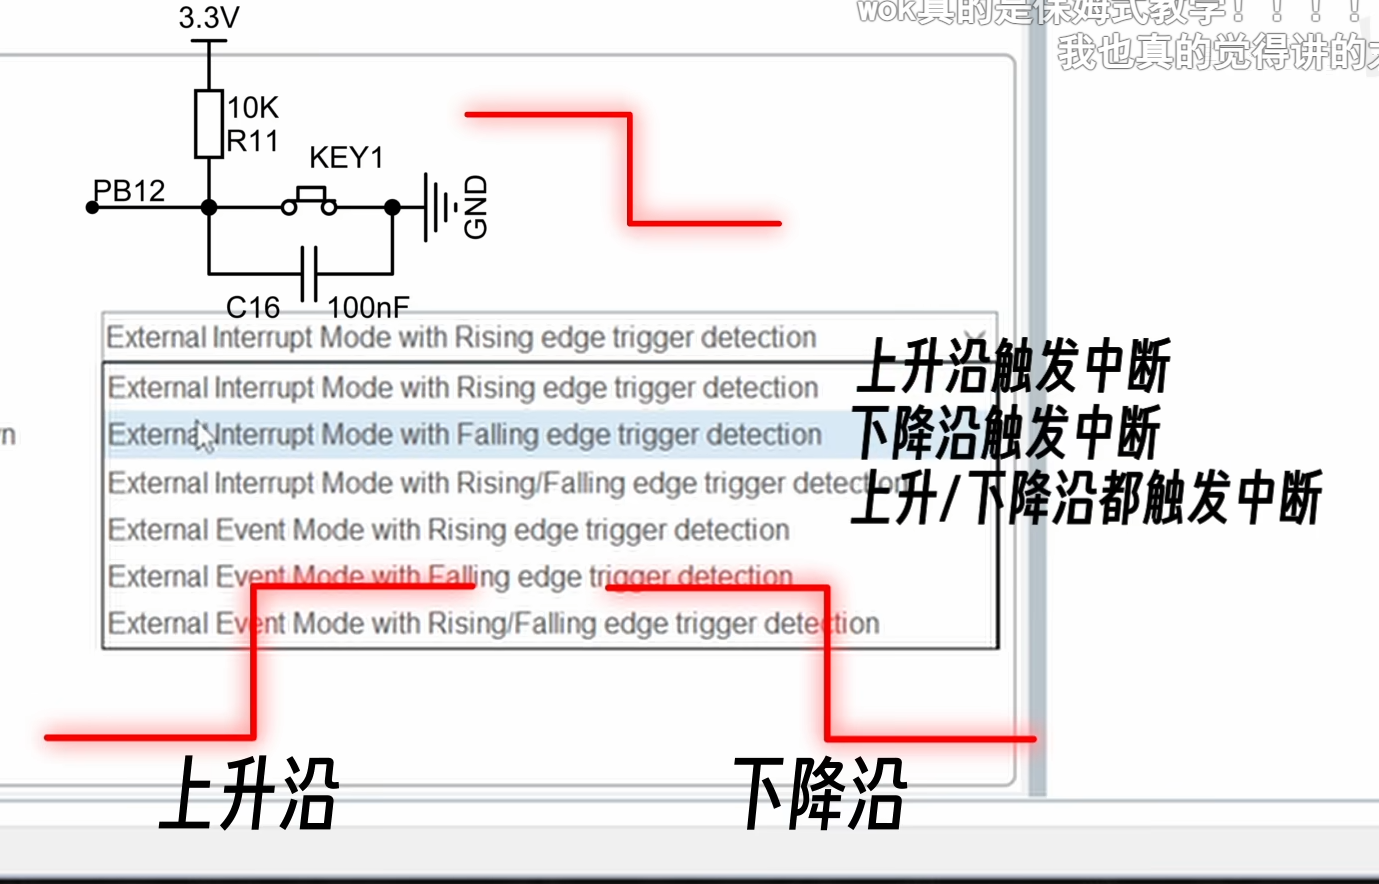 3.3V
wok真的是保姆式教学！！！！
我也真的觉得讲的
10K
R11
KEY1
PB12
GND
C16
100nF
External Interrupt Mode with Rising edge trigger detection
External Interrupt Mode with Rising edge trigger detection
上升沿触发中断
External Interrupt Mode with Falling edge trigger detection
下降沿触发中断
External Interrupt Mode with Rising/Falling edge trigger detection
上升/下降沿都触发中断
External Event Mode with Rising edge trigger detection
External Event Mode with Falling edge trigger detection
External Event Mode with Rising/Falling edge trigger detection
上升沿
下降沿